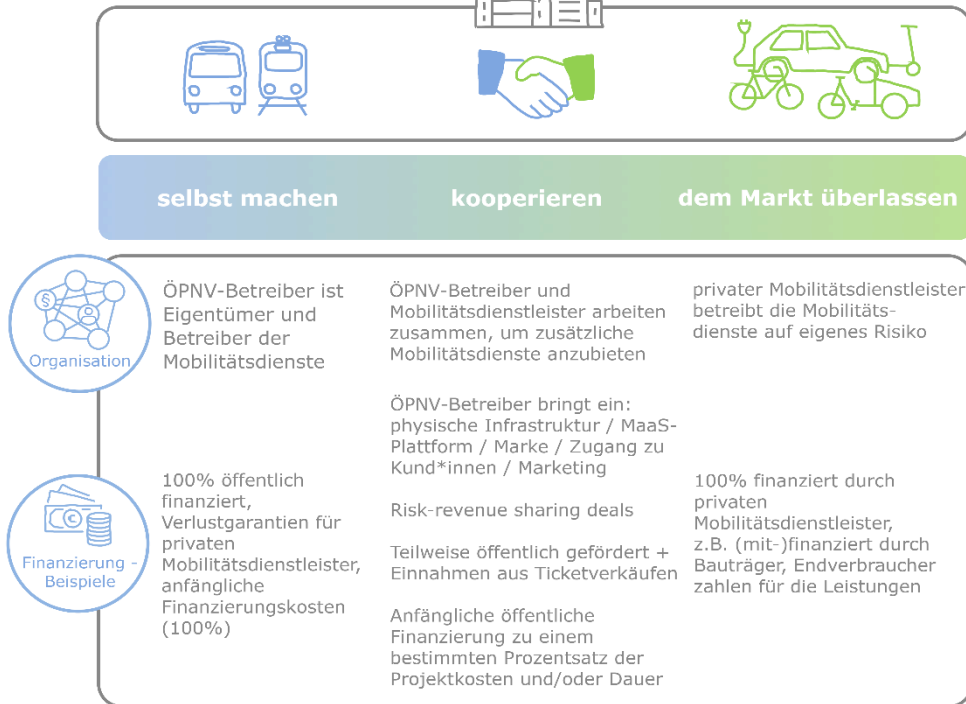 selbst machen
kooperieren
dem Markt überlassen
§
Organisation
ÖPNV-Betreiber ist
Eigentümer und
Betreiber der
Mobilitätsdienste
ÖPNV-Betreiber und
Mobilitätsdienstleister arbeiten
zusammen, um zusätzliche
Mobilitätsdienste anzubieten
privater Mobilitätsdienstleister
betreibt die Mobilitäts-
dienste auf eigenes Risiko
€
Finanzierung -
Beispiele
100% öffentlich
finanziert,
Verlustgarantien für
privaten
Mobilitätsdienstleister,
anfängliche
Finanzierungskosten
(100%)
ÖPNV-Betreiber bringt ein:
physische Infrastruktur / MaaS-
Plattform / Marke / Zugang zu
Kund*innen / Marketing
Risk-revenue sharing deals
Teilweise öffentlich gefördert +
Einnahmen aus Ticketverkäufen
Anfängliche öffentliche
Finanzierung zu einem
bestimmten Prozentsatz der
Projektkosten und/oder Dauer
100% finanziert durch
privaten
Mobilitätsdienstleister,
z.B. (mit-)finanziert durch
Bauträger, Endverbraucher
zahlen für die Leistungen